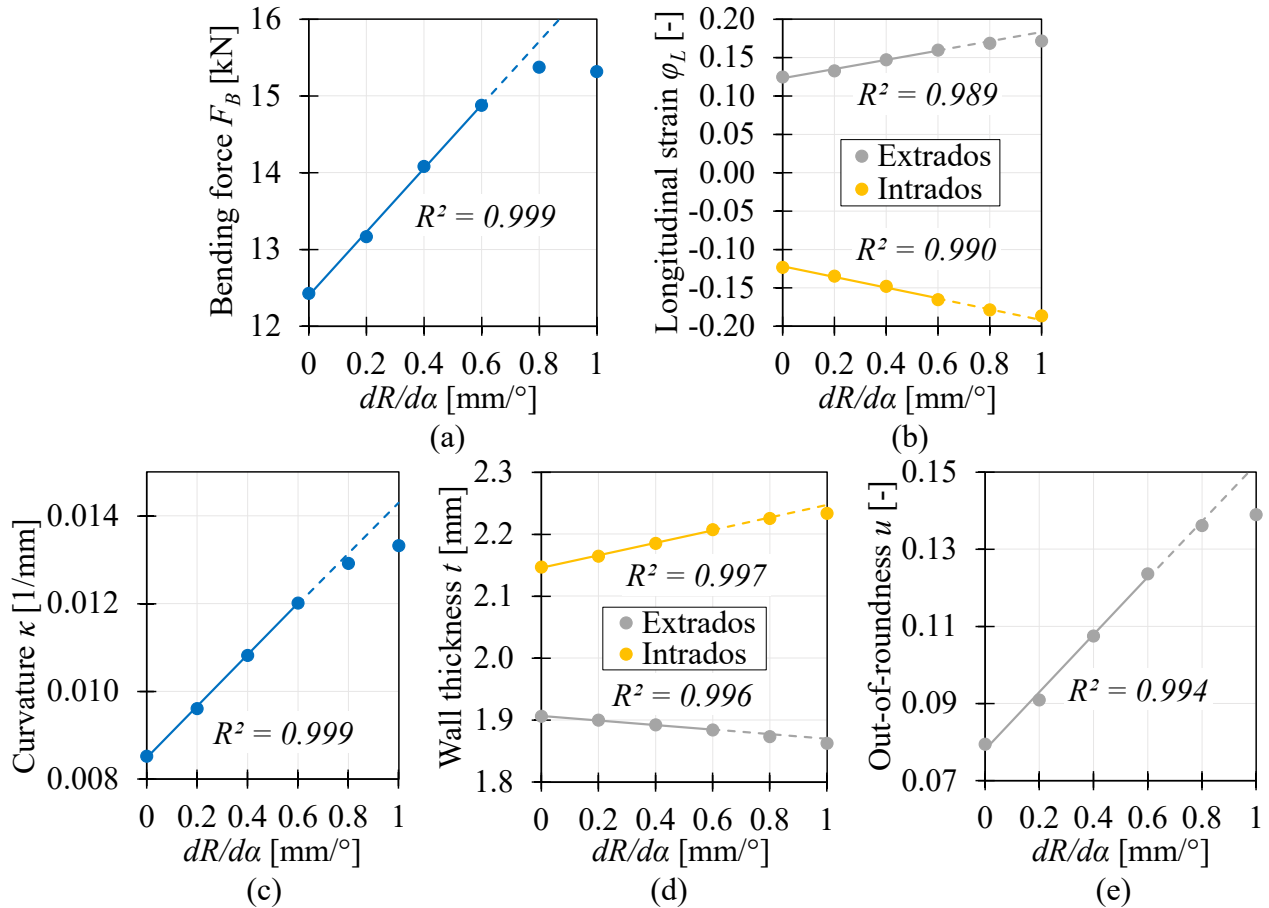 Bending force F_B [kN]
16
15
14
13
12
R² = 0.999
0 0.2 0.4 0.6 0.8 1
dR/dα [mm/°]
(a)
Longitudinal strain φ_L [-]
0.20
0.15
0.10
0.05
0.00
-0.05
-0.10
-0.15
-0.20
R² = 0.989
Extrados
Intrados
R² = 0.990
0 0.2 0.4 0.6 0.8 1
dR/dα [mm/°]
(b)
Curvature κ [1/mm]
0.014
0.012
0.010
0.008
R² = 0.999
0 0.2 0.4 0.6 0.8 1
dR/dα [mm/°]
(c)
Wall thickness t [mm]
2.3
2.2
2.1
2.0
1.9
1.8
R² = 0.997
Extrados
Intrados
R² = 0.996
0 0.2 0.4 0.6 0.8 1
dR/dα [mm/°]
(d)
Out-of-roundness u [-]
0.15
0.13
0.11
0.09
0.07
R² = 0.994
0 0.2 0.4 0.6 0.8 1
dR/dα [mm/°]
(e)